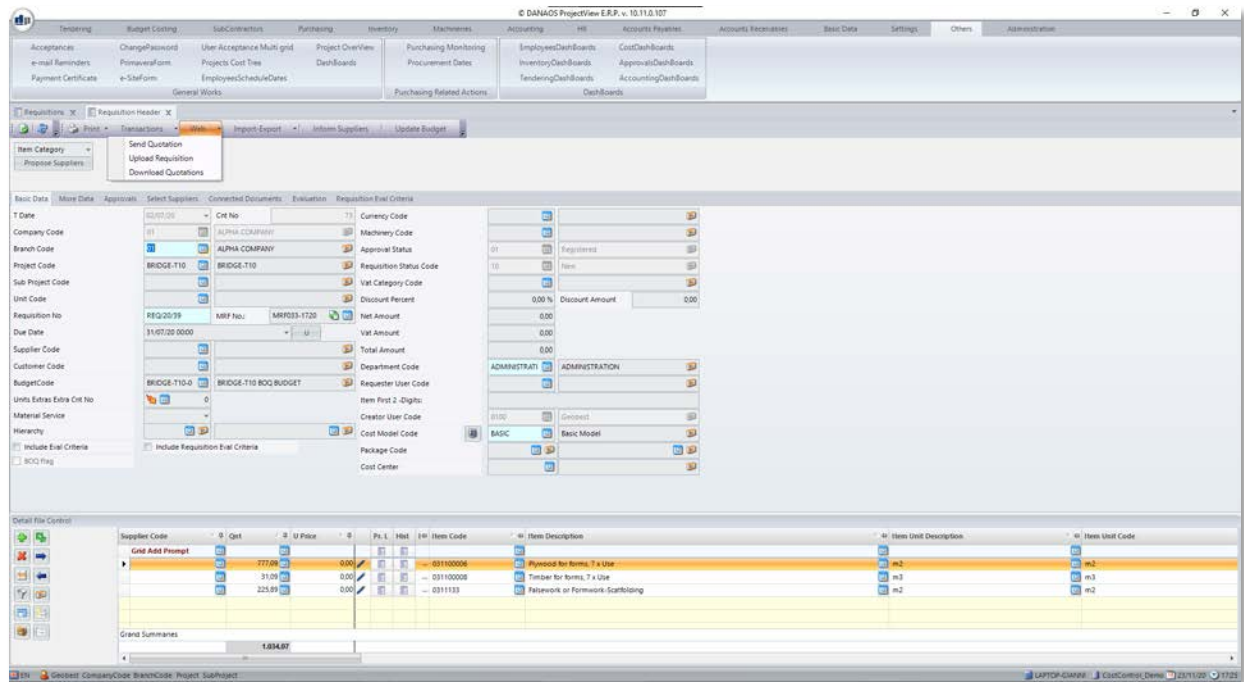 © DANAOS ProjectView E.R.P. v. 10.11.0.107
Tendering Budget Costing SubContractors Purchasing Inventory Machineries Accounting HR Accounts Payables Accounts Receivables Basic Data Settings Others Administration
Acceptances ChangePassword User Acceptance Multi grid Project OverView Purchasing Monitoring EmployeesDashBoards CostDashBoards
e-mail Reminders PrimaveraForm Projects Cost Tree DashBoards Procurement Dates InventoryDashBoards ApprovalsDashBoards
Payment Certificate e-SiteForm EmployeesScheduleDates TenderingDashBoards AccountingDashBoards
General Works Purchasing Related Actions DashBoards
Requisitions X Requisition Header X
Print Transactions Web Import-Export Inform Suppliers Update Budget
Item Category Send Quotation
Propose Suppliers Upload Requisition
Download Quotations
Basic Data More Data Approvals Select Suppliers Connected Documents Evaluation Requisition Eval Criteria
T Date 02/07/20 Cnt No 73 Currency Code
Company Code 01 ALPHA COMPANY Machinery Code
Branch Code 01 ALPHA COMPANY Approval Status 01 Registered
Project Code BRIDGE-T10 BRIDGE-T10 Requisition Status Code 10 New
Sub Project Code Vat Category Code
Unit Code Discount Percent 0,00 % Discount Amount 0,00
Requisition No REQ/20/39 MRF No.: MRF033-1720 Net Amount 0,00
Due Date 31/07/20 00:00 U Vat Amount 0,00
Supplier Code Total Amount 0,00
Customer Code Department Code ADMINISTRATI ADMINISTRATION
BudgetCode BRIDGE-T10-0 BRIDGE-T10 BOQ BUDGET Requester User Code
Units Extras Extra Cnt No 0 Item First 2 -Digits:
Material Service Creator User Code 0100 Geobest
Hierarchy Cost Model Code BASIC Basic Model
Include Eval Criteria Include Requisition Eval Criteria Package Code
BOQ Flag Cost Center
Detail File Control
Supplier Code Qnt U Price Pr. L Hist Item Code Item Description Item Unit Description Item Unit Code
Grid Add Prompt
777,09 0,00 031100006 Plywood for forms, 7 x Use m2 m2
31,09 0,00 031100008 Timber for forms, 7 x Use m3 m3
225,89 0,00 0311133 Falsework or Formwork-Scatfolding m2 m2
Grand Summaries
1.034,07
EN Geobest CompanyCode BranchCode Project SubProject LAPTOP-GIANNI CostControl_Demo 23/11/20 17:25